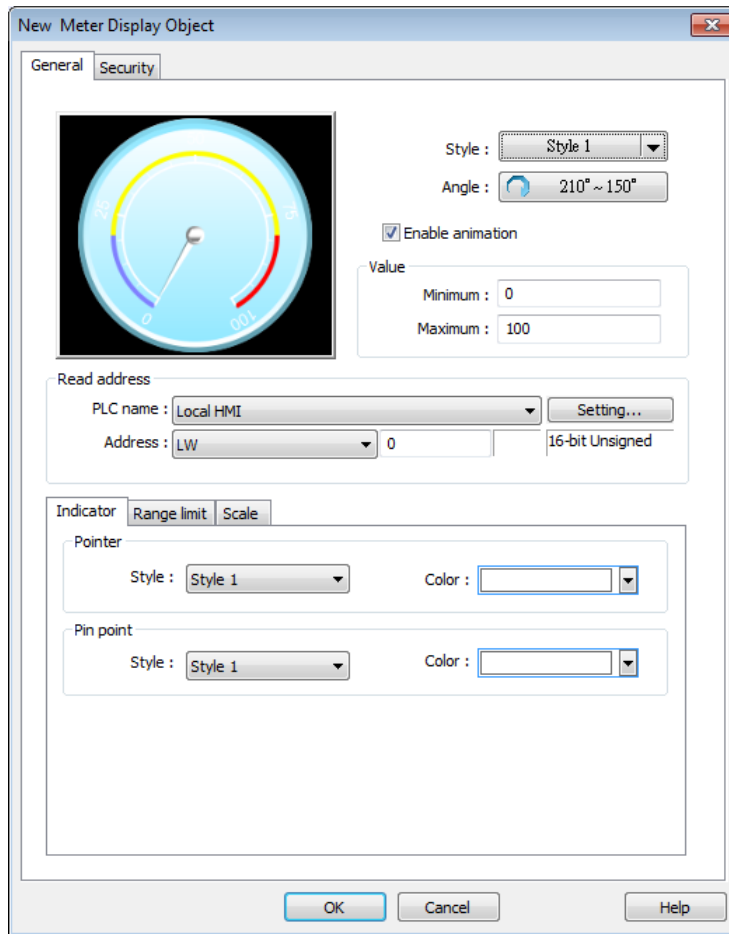 New Meter Display Object
General Security
25
75
0
100
Style : Style 1
Angle : 210° ~ 150°
Enable animation
Value
Minimum : 0
Maximum : 100
Read address
PLC name : Local HMI Setting...
Address : LW 0 16-bit Unsigned
Indicator Range limit Scale
Pointer
Style : Style 1 Color :
Pin point
Style : Style 1 Color :
OK Cancel Help